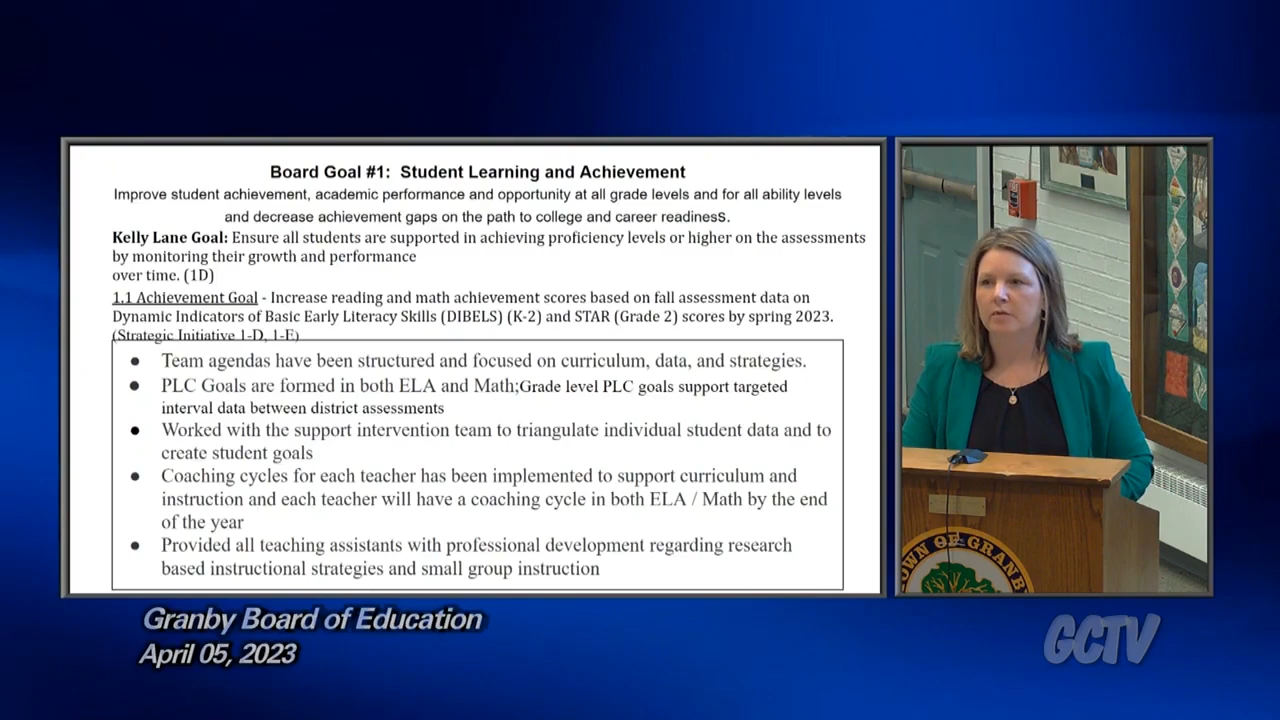 Board Goal #1: Student Learning and Achievement
Improve student achievement, academic performance and opportunity at all grade levels and for all ability levels
and decrease achievement gaps on the path to college and career readiness.
Kelly Lane Goal: Ensure all students are supported in achieving proficiency levels or higher on the assessments
by monitoring their growth and performance
over time. (1D)
1.1 Achievement Goal - Increase reading and math achievement scores based on fall assessment data on
Dynamic Indicators of Basic Early Literacy Skills (DIBELS) (K-2) and STAR (Grade 2) scores by spring 2023.
(Strategic Initiative 1-D, 1-E)
● Team agendas have been structured and focused on curriculum, data, and strategies.
● PLC Goals are formed in both ELA and Math;Grade level PLC goals support targeted
interval data between district assessments
● Worked with the support intervention team to triangulate individual student data and to
create student goals
● Coaching cycles for each teacher has been implemented to support curriculum and
instruction and each teacher will have a coaching cycle in both ELA / Math by the end
of the year
● Provided all teaching assistants with professional development regarding research
based instructional strategies and small group instruction
OWN OF GRANB
Granby Board of Education
April 05, 2023
GCTV